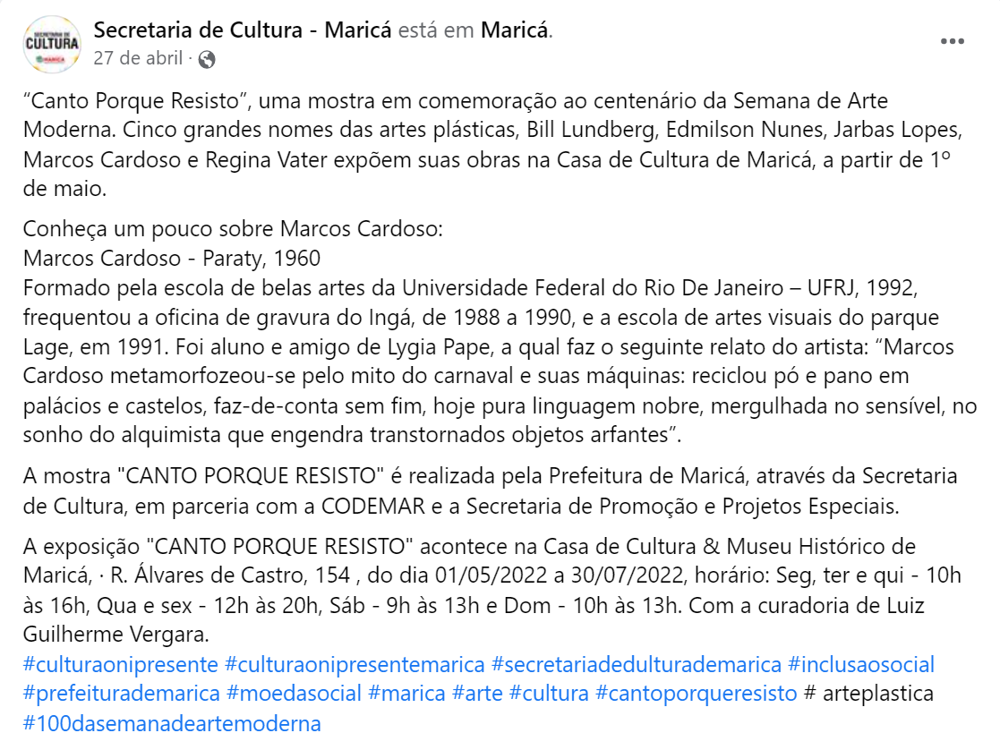 SECRETARIA DE
CULTURA
MARICÁ
Secretaria de Cultura - Maricá está em Maricá.
27 de abril ·
“Canto Porque Resisto”, uma mostra em comemoração ao centenário da Semana de Arte
Moderna. Cinco grandes nomes das artes plásticas, Bill Lundberg, Edmilson Nunes, Jarbas Lopes,
Marcos Cardoso e Regina Vater expõem suas obras na Casa de Cultura de Maricá, a partir de 1º
de maio.
Conheça um pouco sobre Marcos Cardoso:
Marcos Cardoso - Paraty, 1960
Formado pela escola de belas artes da Universidade Federal do Rio De Janeiro – UFRJ, 1992,
frequentou a oficina de gravura do Ingá, de 1988 a 1990, e a escola de artes visuais do parque
Lage, em 1991. Foi aluno e amigo de Lygia Pape, a qual faz o seguinte relato do artista: “Marcos
Cardoso metamorfozeou-se pelo mito do carnaval e suas máquinas: reciclou pó e pano em
palácios e castelos, faz-de-conta sem fim, hoje pura linguagem nobre, mergulhada no sensível, no
sonho do alquimista que engendra transtornados objetos arfantes”.
A mostra "CANTO PORQUE RESISTO" é realizada pela Prefeitura de Maricá, através da Secretaria
de Cultura, em parceria com a CODEMAR e a Secretaria de Promoção e Projetos Especiais.
A exposição "CANTO PORQUE RESISTO" acontece na Casa de Cultura & Museu Histórico de
Maricá, · R. Álvares de Castro, 154 , do dia 01/05/2022 a 30/07/2022, horário: Seg, ter e qui - 10h
às 16h, Qua e sex - 12h às 20h, Sáb - 9h às 13h e Dom - 10h às 13h. Com a curadoria de Luiz
Guilherme Vergara.
#culturaonipresente #culturaonipresentemarica #secretariadedulturademarica #inclusaosocial
#prefeiturademarica #moedasocial #marica #arte #cultura #cantoporqueresisto # arteplastica
#100dasemanadeartemoderna